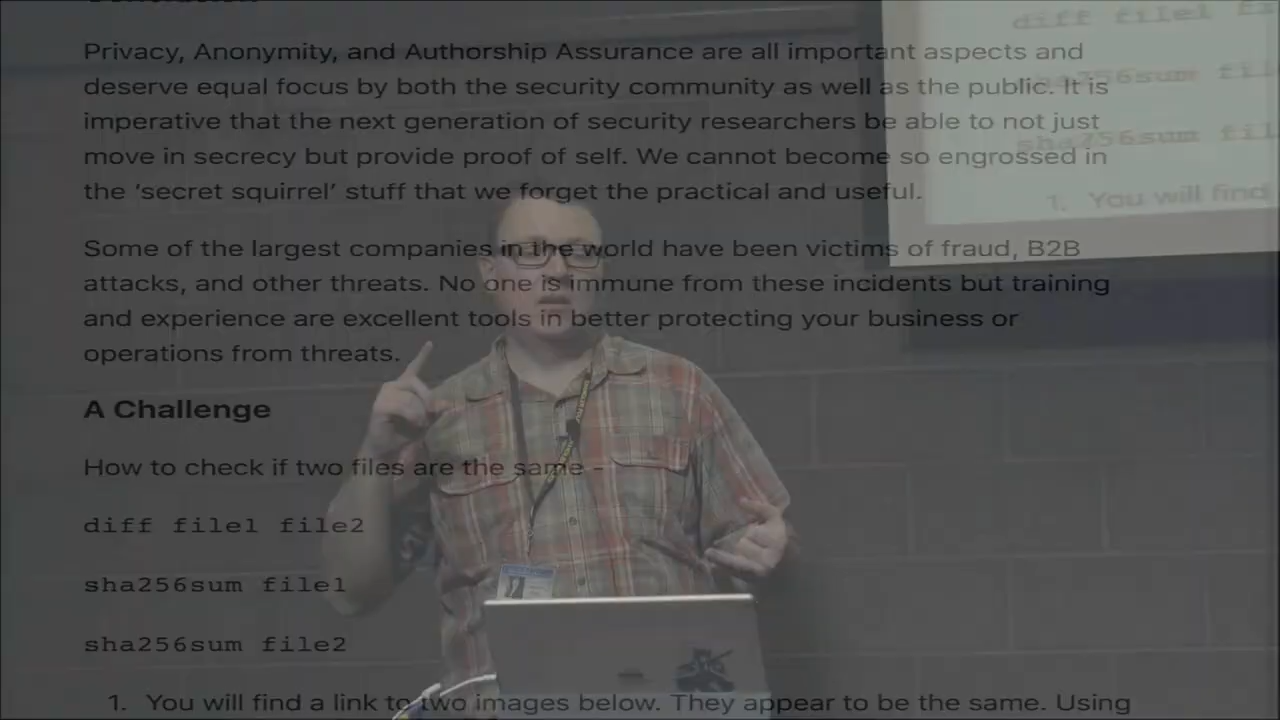 Privacy, Anonymity, and Authorship Assurance are all important aspects and
deserve equal focus by both the security community as well as the public. It is
imperative that the next generation of security researchers be able to not just
move in secrecy but provide proof of self. We cannot become so engrossed in
the ‘secret squirrel’ stuff that we forget the practical and useful.
Some of the largest companies in the world have been victims of fraud, B2B
attacks, and other threats. No one is immune from these incidents but training
and experience are excellent tools in better protecting your business or
operations from threats.
A Challenge
How to check if two files are the same -
diff file1 file2
sha256sum file1
sha256sum file2
1. You will find a link to two images below. They appear to be the same. Using
diff file1
sha256sum
sha256sum
1. You will find